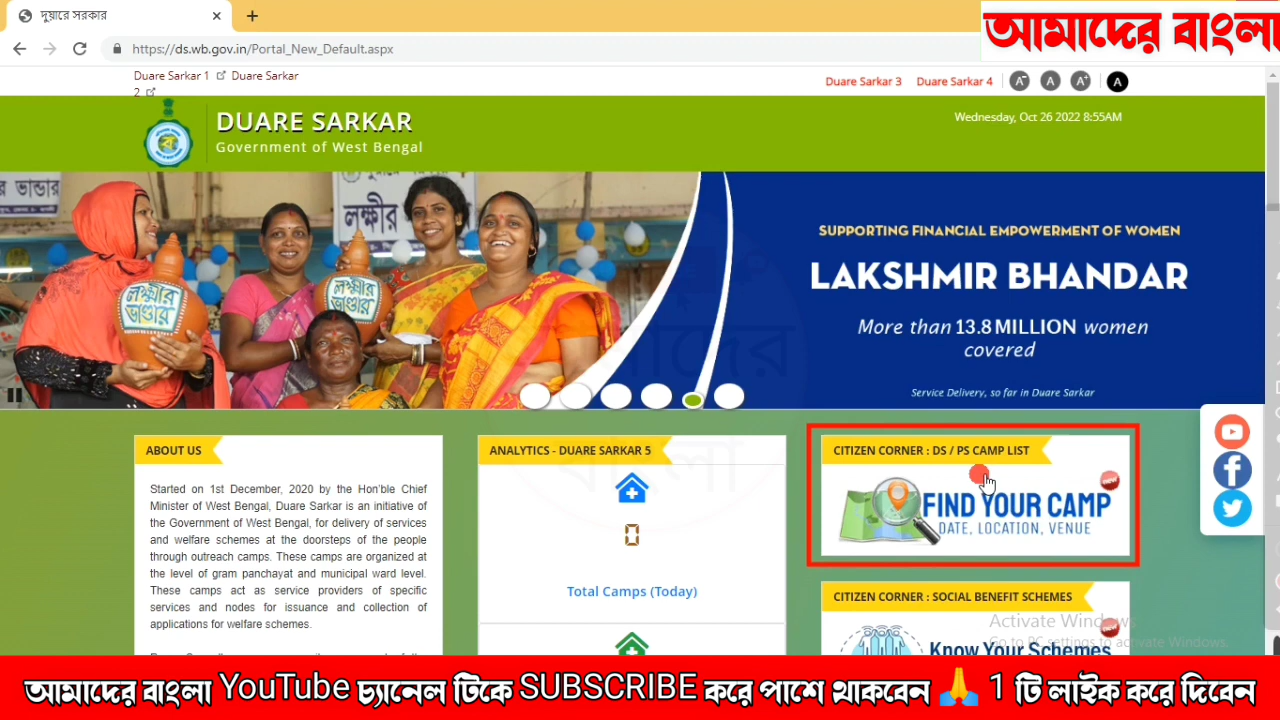 দুয়ারে সরকার
আমাদের বাংলা
https://ds.wb.gov.in/Portal_New_Default.aspx
Duare Sarkar 1 Duare Sarkar
2
Duare Sarkar 3 Duare Sarkar 4 A- A A+ A
DUARE SARKAR
Government of West Bengal
Wednesday, Oct 26 2022 8:55AM
লক্ষ্মীর
লক্ষ্মীর
ভাণ্ডার
লক্ষ্মীর
ভাণ্ডার
SUPPORTING FINANCIAL EMPOWERMENT OF WOMEN
LAKSHMIR BHANDAR
More than 13.8 MILLION women
covered
Service Delivery, so far in Duare Sarkar
ABOUT US
Started on 1st December, 2020 by the Hon'ble Chief
Minister of West Bengal, Duare Sarkar is an initiative of
the Government of West Bengal, for delivery of services
and welfare schemes at the doorsteps of the people
through outreach camps. These camps are organized at
the level of gram panchayat and municipal ward level.
These camps act as service providers of specific
services and nodes for issuance and collection of
applications for welfare schemes.
ANALYTICS - DUARE SARKAR 5
0
Total Camps (Today)
CITIZEN CORNER : DS / PS CAMP LIST
NEW
FIND YOUR CAMP
DATE, LOCATION, VENUE
CITIZEN CORNER : SOCIAL BENEFIT SCHEMES
NEW
Know Your Schemes
Activate Windows
Go to PC settings to activate Windows.
আমাদের বাংলা YouTube চ্যানেল টিকে SUBSCRIBE করে পাশে থাকবেন 🙏 1 টি লাইক করে দিবেন